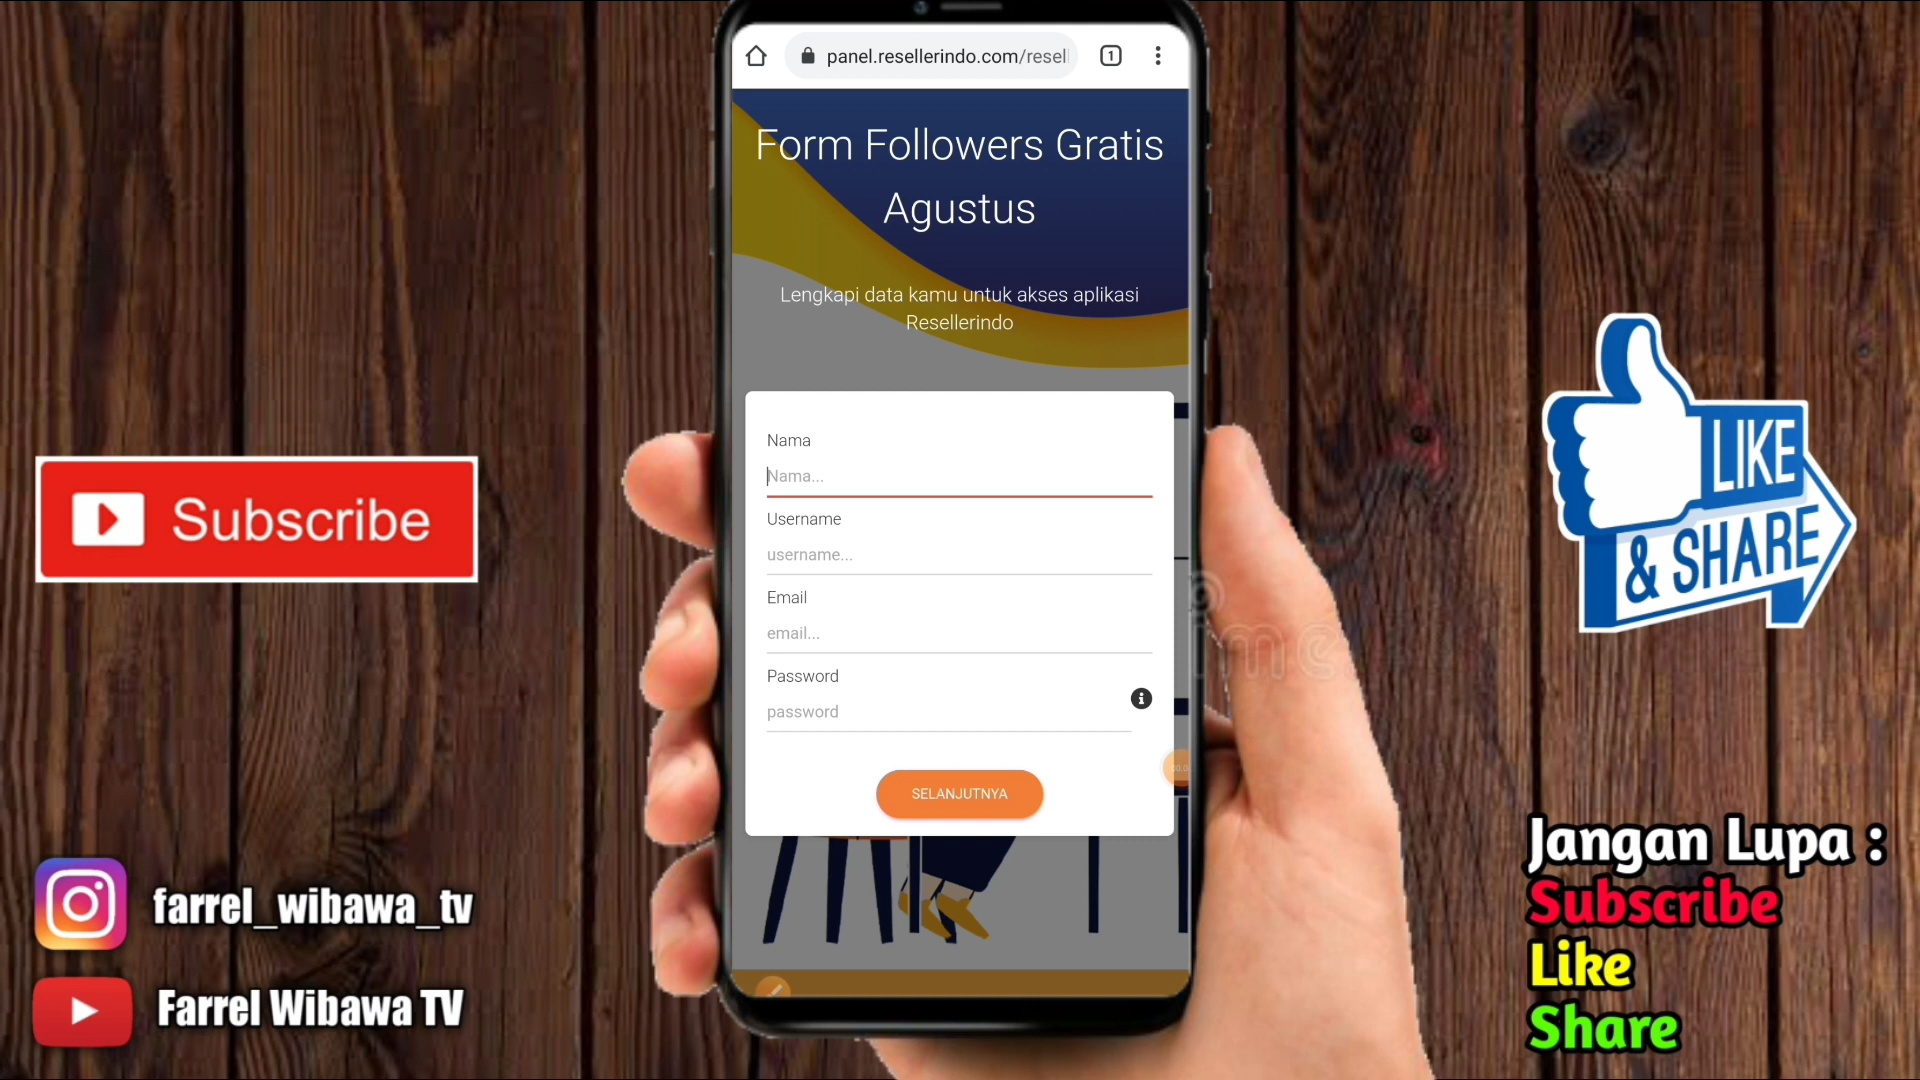 1
panel.resellerindo.com/resell
Form Followers Gratis
Agustus
Lengkapi data kamu untuk akses aplikasi
Resellerindo
Nama
Nama...
Username
username...
Email
email...
Password
password
SELANJUTNYA
Subscribe
farrel_wibawa_tv
Farrel Wibawa TV
LIKE
& SHARE
Jangan Lupa :
Subscribe
Like
Share